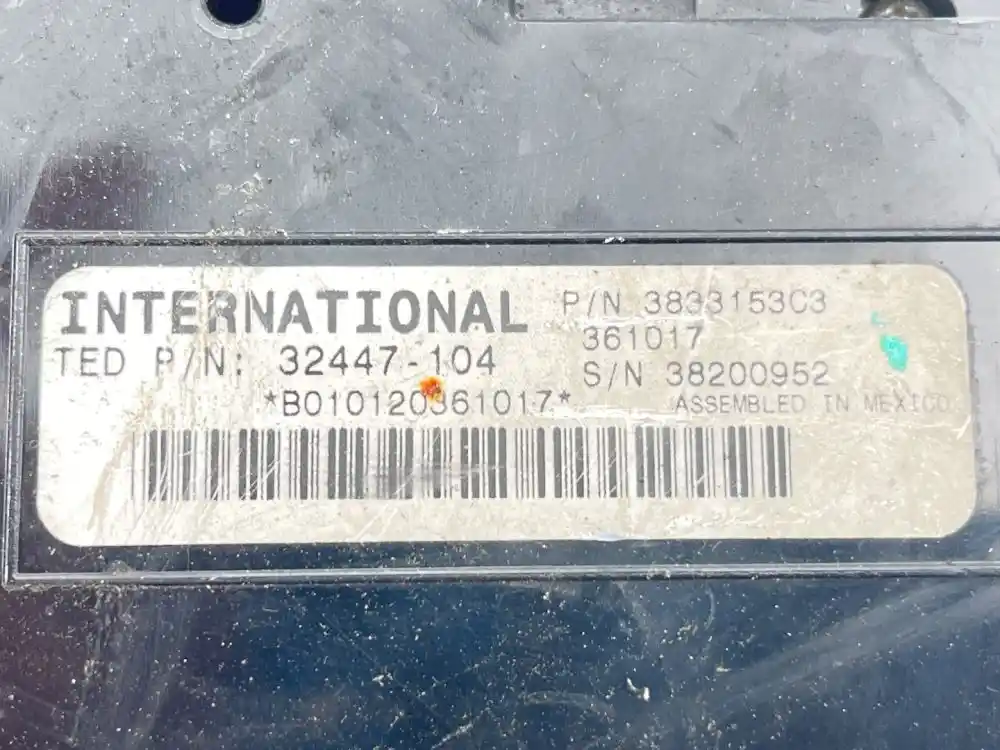 INTERNATIONAL P/N 3833153C3
361017
TED P/N: 32447-104
S/N 38200952
*B010120361017* ASSEMBLED IN MEXICO